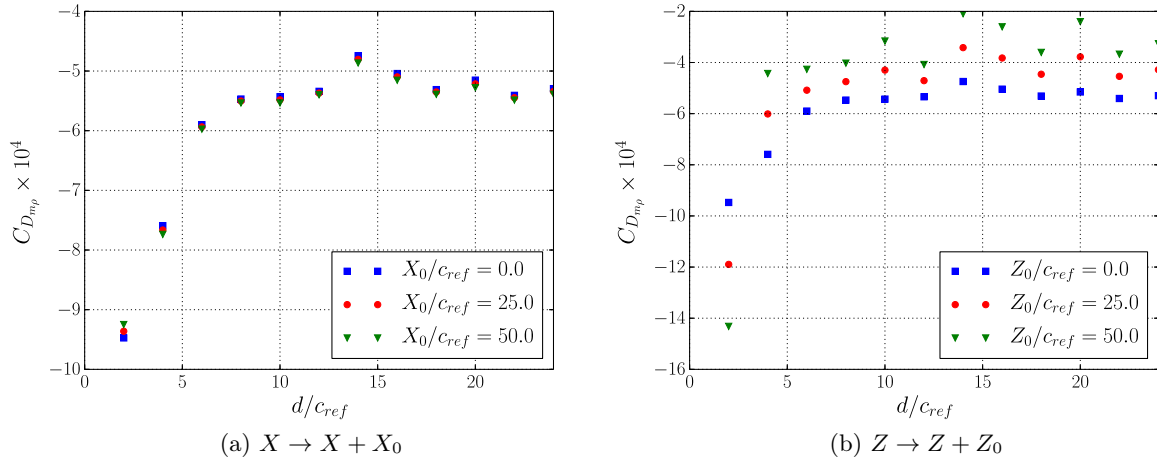 −4
−5
−6
−7
−8
−9
−10
0 5 10 15 20
C_{D_{m_ρ}} × 10^4
d/c_{ref}
X_0/c_{ref} = 0.0
X_0/c_{ref} = 25.0
X_0/c_{ref} = 50.0
(a) X → X + X_0
−2
−4
−6
−8
−10
−12
−14
−16
0 5 10 15 20
C_{D_{m_ρ}} × 10^4
d/c_{ref}
Z_0/c_{ref} = 0.0
Z_0/c_{ref} = 25.0
Z_0/c_{ref} = 50.0
(b) Z → Z + Z_0